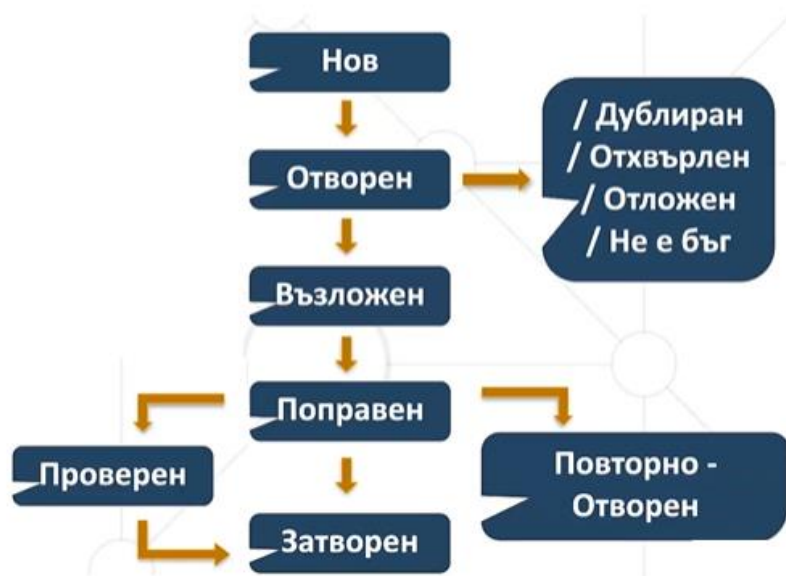 Нов
Отворен
/ Дублиран
/ Отхвърлен
/ Отложен
/ Не е бъг
Възложен
Поправен
Проверен
Повторно -
Отворен
Затворен